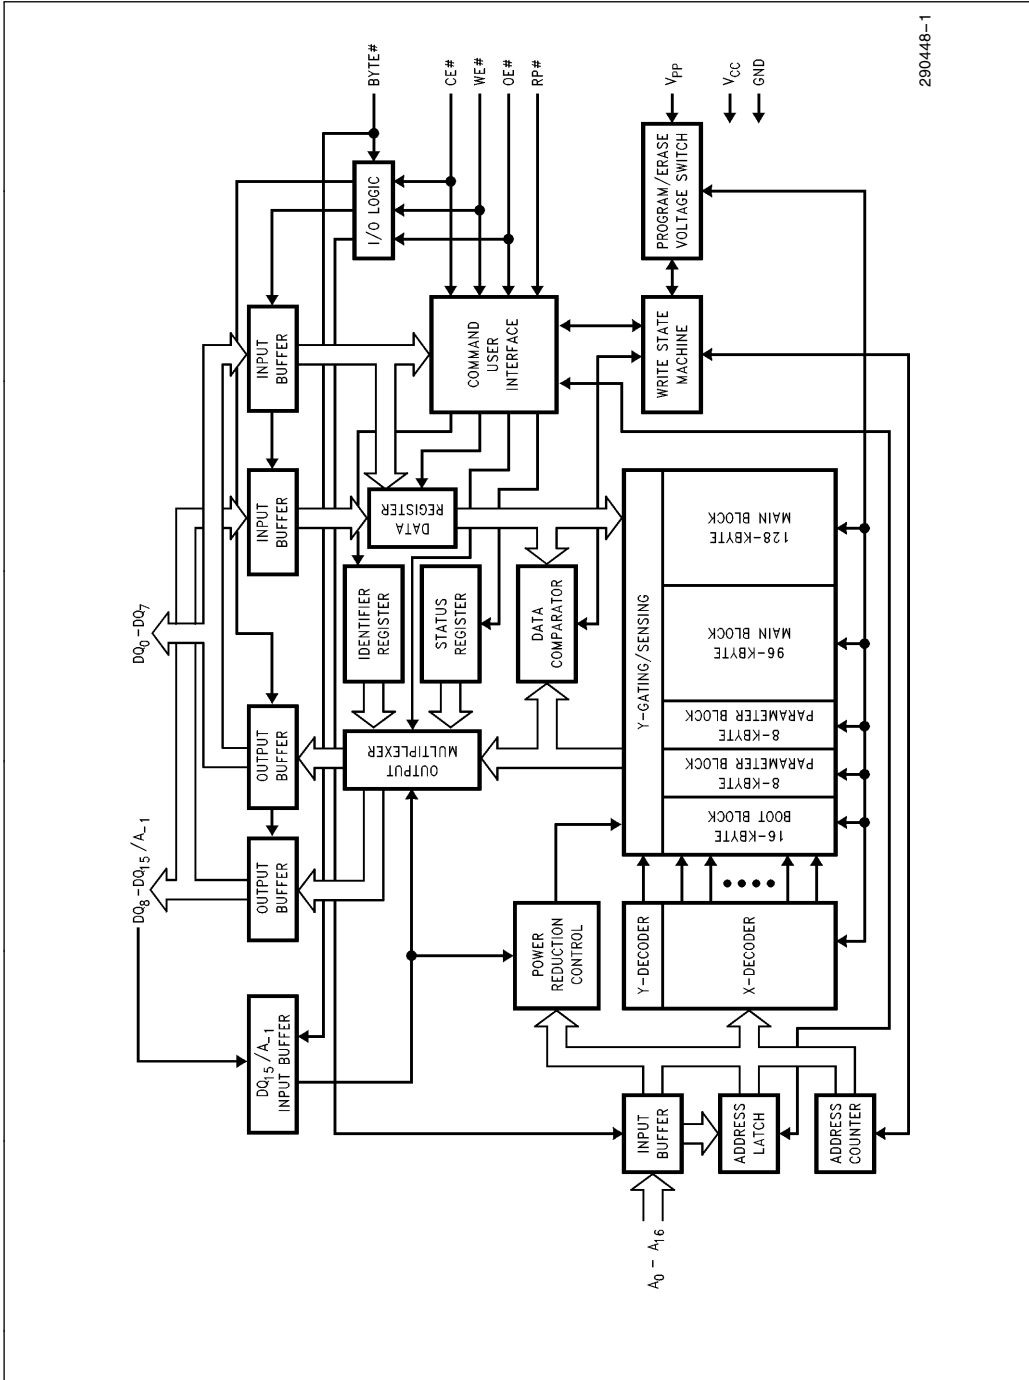 DQ8-DQ15/A-1
DQ0-DQ7
DQ15/A-1
INPUT BUFFER
OUTPUT
BUFFER
OUTPUT
BUFFER
INPUT
BUFFER
INPUT
BUFFER
I/O LOGIC
BYTE#
CE#
WE#
OE#
RP#
OUTPUT
MULTIPLEXER
IDENTIFIER
REGISTER
STATUS
REGISTER
DATA
REGISTER
COMMAND
USER
INTERFACE
POWER
REDUCTION
CONTROL
DATA
COMPARATOR
A0 - A16
INPUT
BUFFER
ADDRESS
LATCH
ADDRESS
COUNTER
Y-DECODER
X-DECODER
Y-GATING/SENSING
16-KBYTE
BOOT BLOCK
8-KBYTE
PARAMETER BLOCK
8-KBYTE
PARAMETER BLOCK
96-KBYTE
MAIN BLOCK
128-KBYTE
MAIN BLOCK
WRITE STATE
MACHINE
PROGRAM/ERASE
VOLTAGE SWITCH
VPP
VCC
GND
290448-1